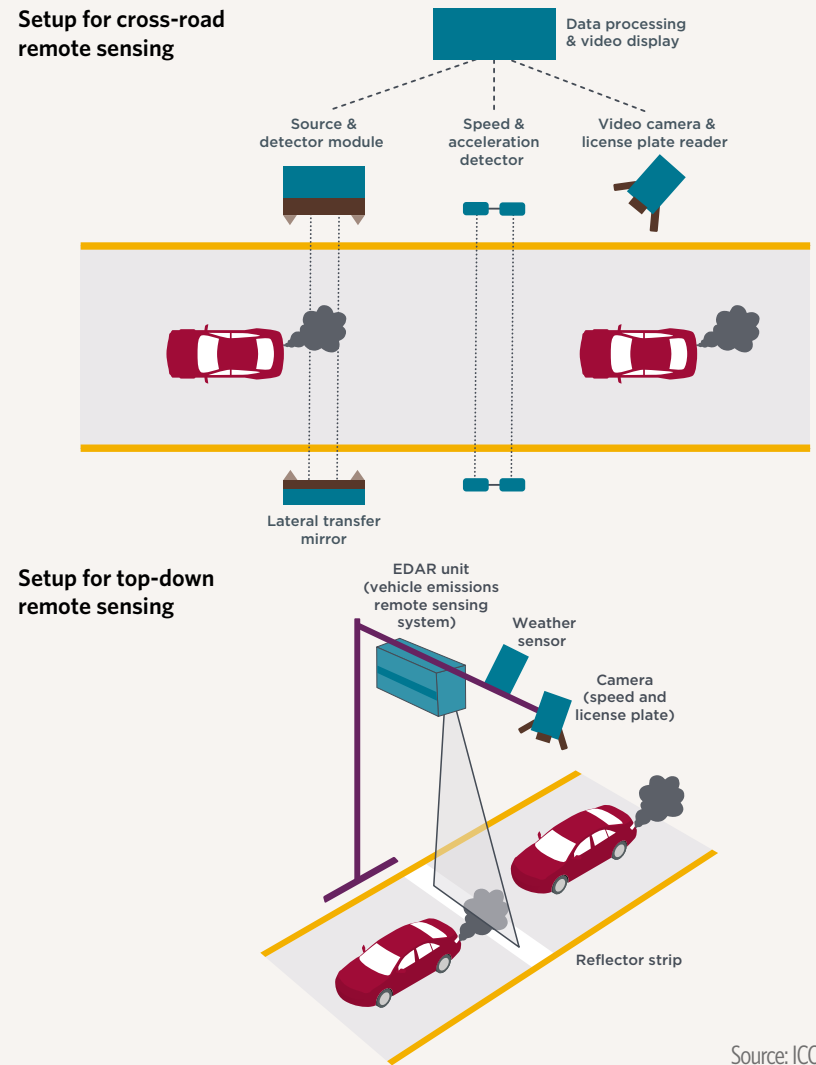 Setup for cross-road
remote sensing
Data processing
& video display
Source &
detector module
Speed &
acceleration
detector
Video camera &
license plate reader
Lateral transfer
mirror
Setup for top-down
remote sensing
EDAR unit
(vehicle emissions
remote sensing
system)
Weather
sensor
Camera
(speed and
license plate)
Reflector strip
Source: